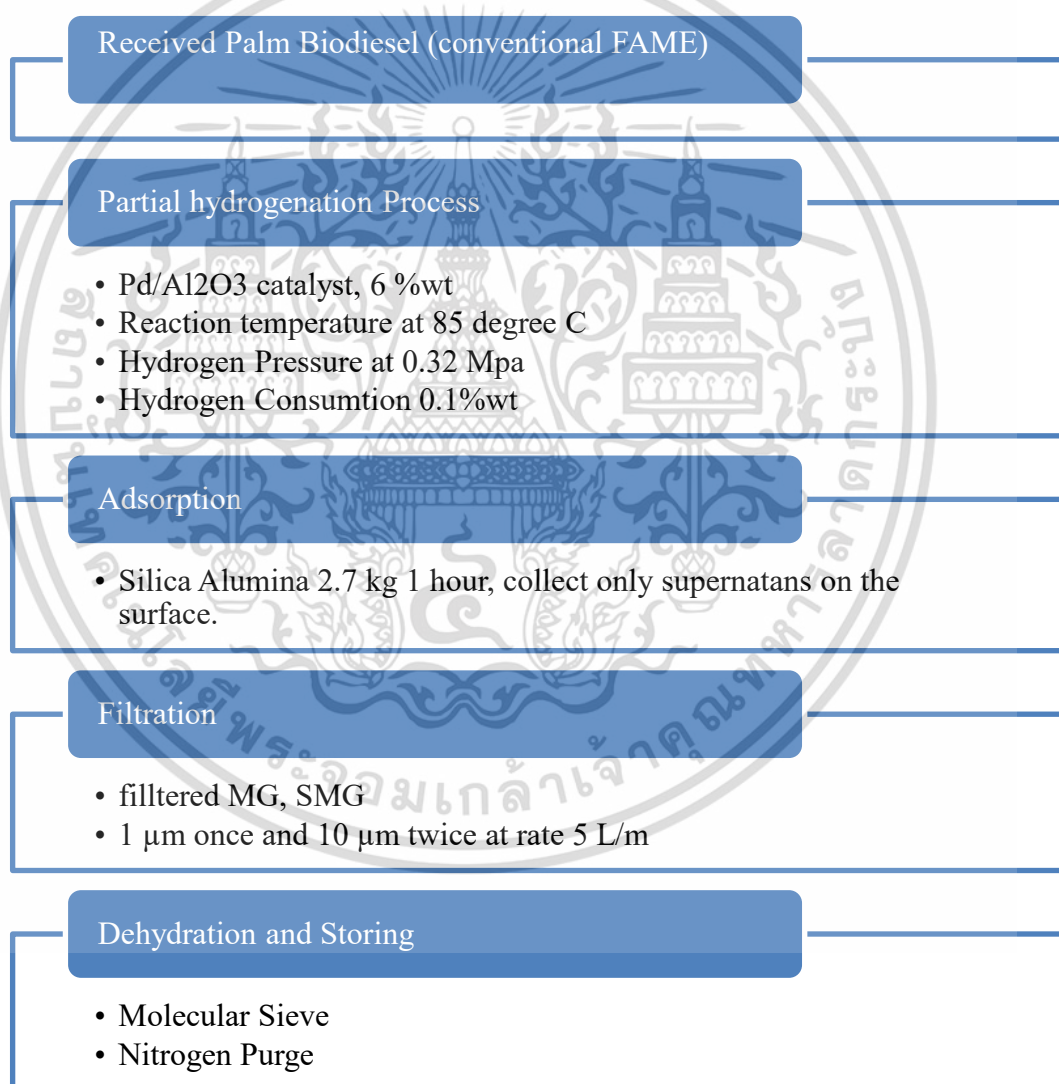 Received Palm Biodiesel (conventional FAME)
Partial hydrogenation Process
• Pd/Al2O3 catalyst, 6 %wt
• Reaction temperature at 85 degree C
• Hydrogen Pressure at 0.32 Mpa
• Hydrogen Consumtion 0.1%wt
Adsorption
• Silica Alumina 2.7 kg 1 hour, collect only supernatans on the
surface.
Filtration
• filltered MG, SMG
• 1 µm once and 10 µm twice at rate 5 L/m
Dehydration and Storing
• Molecular Sieve
• Nitrogen Purge